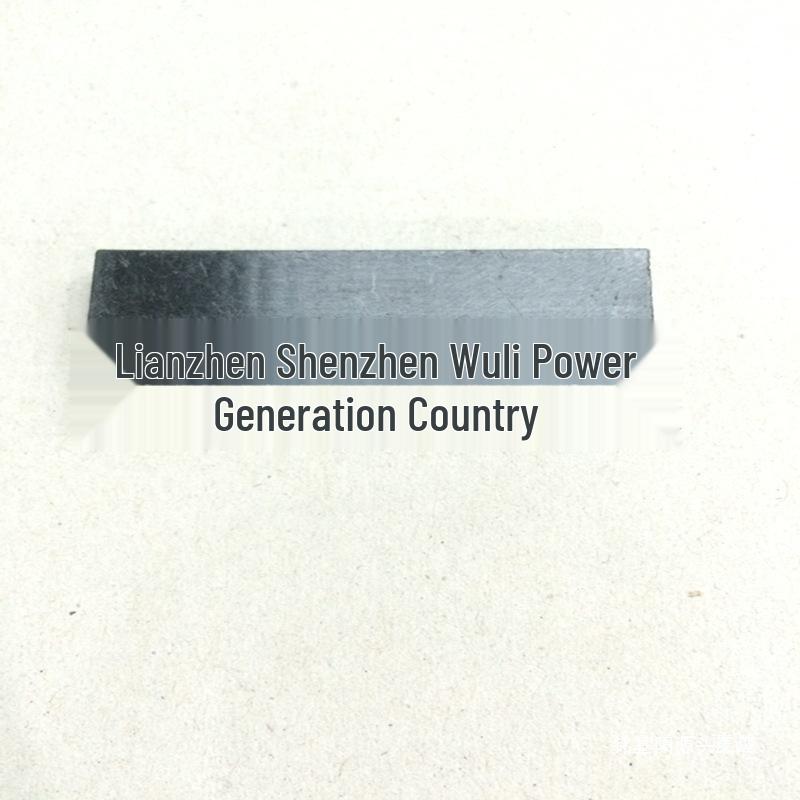 Lianzhen Shenzhen Wuli Power
Generation Country